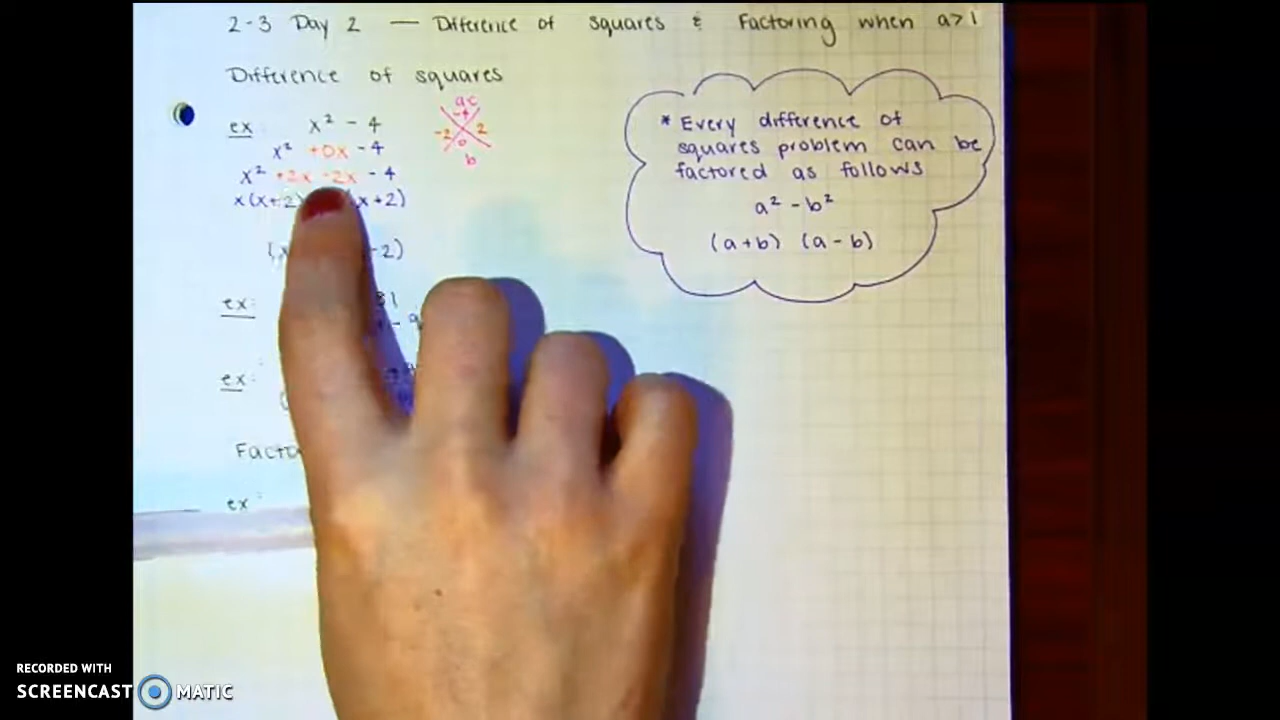 2-3 Day 2 — Difference of squares & Factoring when a>1
Difference of squares
ex: x² - 4
x² +0x -4
x² +2x -2x -4
x(x+2) x+2)
(x -2)
ac
-4
-2 2
0
b
* Every difference of
squares problem can be
factored as follows
a² - b²
(a+b) (a-b)
ex: 81
- 9
ex:
Facto
ex:
RECORDED WITH
SCREENCAST MATIC